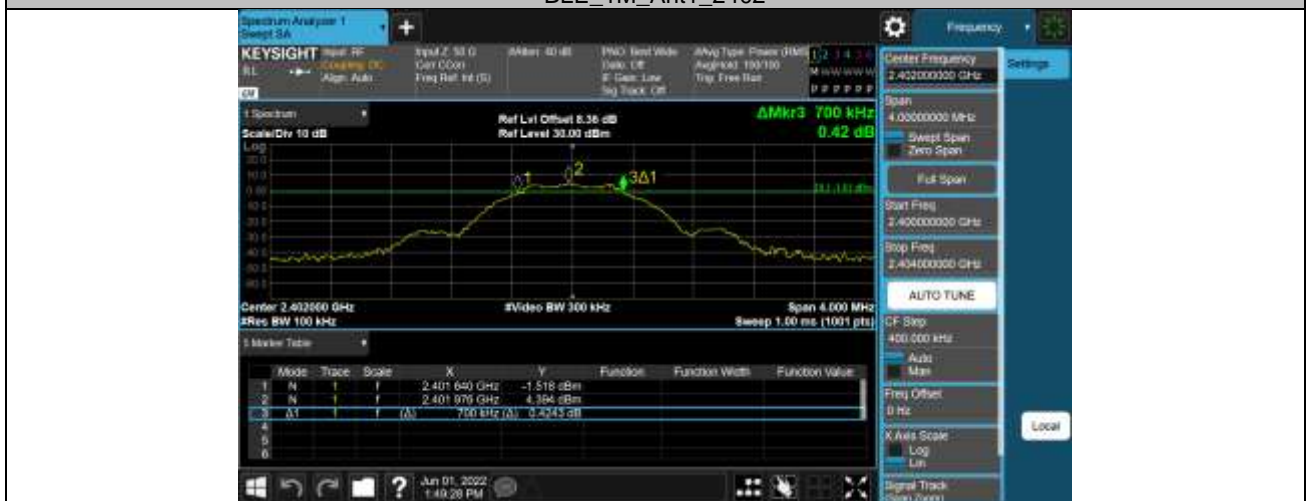 BLE_1M_Ant1_2402
Spectrum Analyzer 1
Swept SA
+
Frequency
KEYSIGHT Input: RF
Coupling: DC
Align: Auto
Input Z: 50 Ω
Corr CCorr
Freq Ref: Int (S)
#Atten: 40 dB
PNO: Best Wide
Gate: Off
IF Gain: Low
Sig Track: Off
#Avg Type: Power (RMS)
Avg|Hold: 100/100
Trig: Free Run
Center Frequency
2.402000000 GHz
Settings
Span
4.00000000 MHz
Swept Span
Zero Span
Full Span
Start Freq
2.400000000 GHz
Stop Freq
2.404000000 GHz
AUTO TUNE
CF Step
400.000 kHz
Auto
Man
Freq Offset
0 Hz
X Axis Scale
Log
Lin
Signal Track
Local
1 Spectrum
Scale/Div 10 dB
Log
Ref Lvl Offset 8.36 dB
Ref Level 30.00 dBm
ΔMkr3 700 kHz
0.42 dB
1
2
3Δ1
Center 2.402000 GHz
#Res BW 100 kHz
#Video BW 300 kHz
Span 4.000 MHz
Sweep 1.00 ms (1001 pts)
5 Marker Table
Mode Trace Scale X Y Function Function Width Function Value
1 N 1 f 2.401 640 GHz -1.518 dBm
2 N 1 f 2.401 976 GHz 4.394 dBm
3 Δ1 1 f (Δ) 700 kHz (Δ) 0.4243 dB
4
5
6
Jun 01, 2022
1:49:28 PM